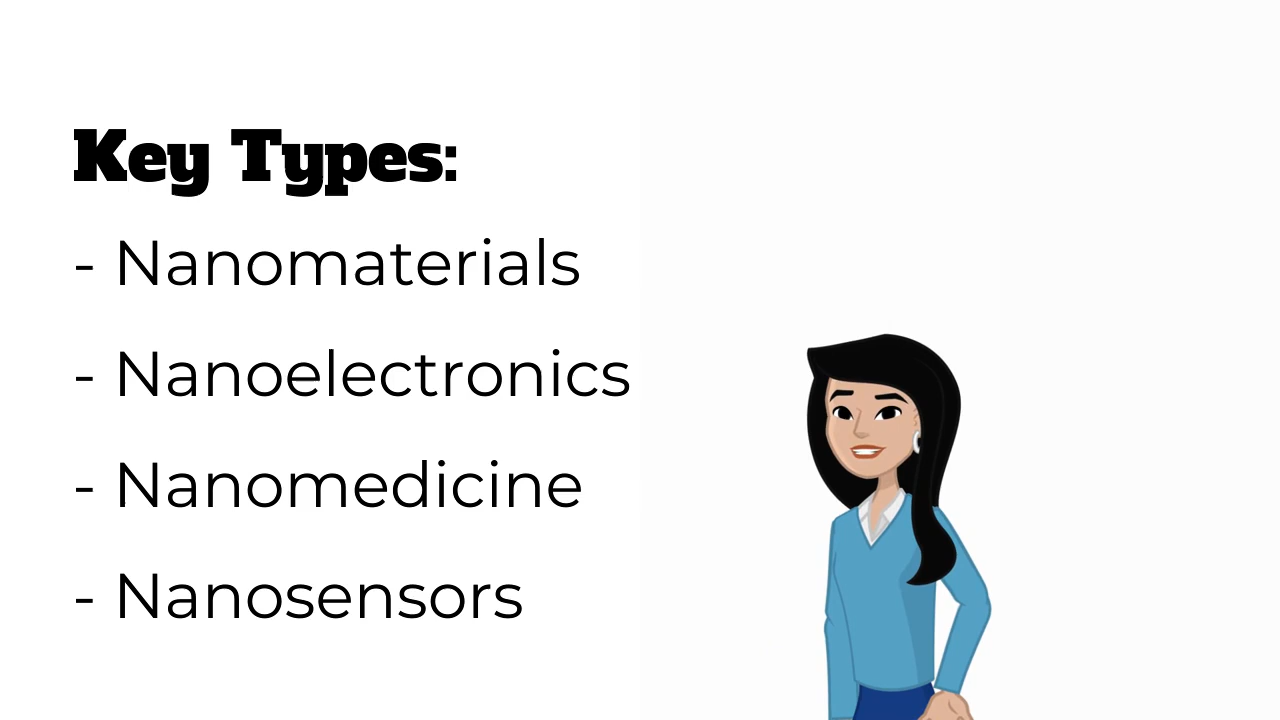 Key Types:
- Nanomaterials
- Nanoelectronics
- Nanomedicine
- Nanosensors